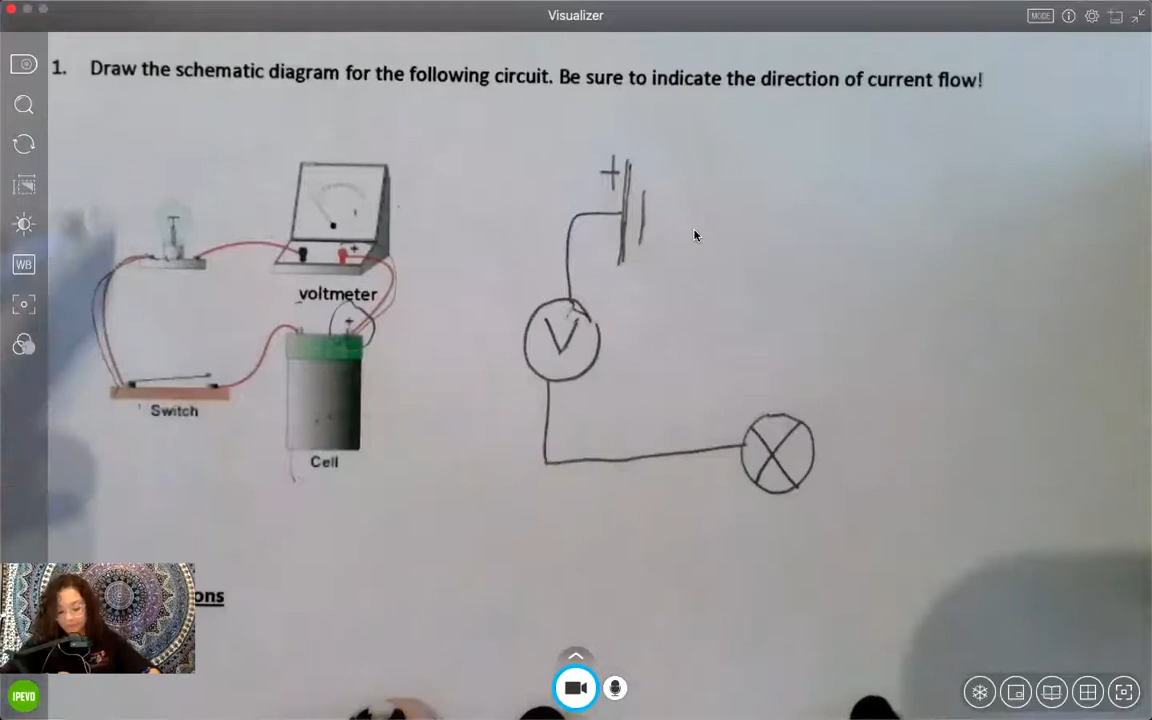 Visualizer
MODE
1. Draw the schematic diagram for the following circuit. Be sure to indicate the direction of current flow!
+
+
voltmeter
+
V
WB
Switch
Cell
ons
IPEVO